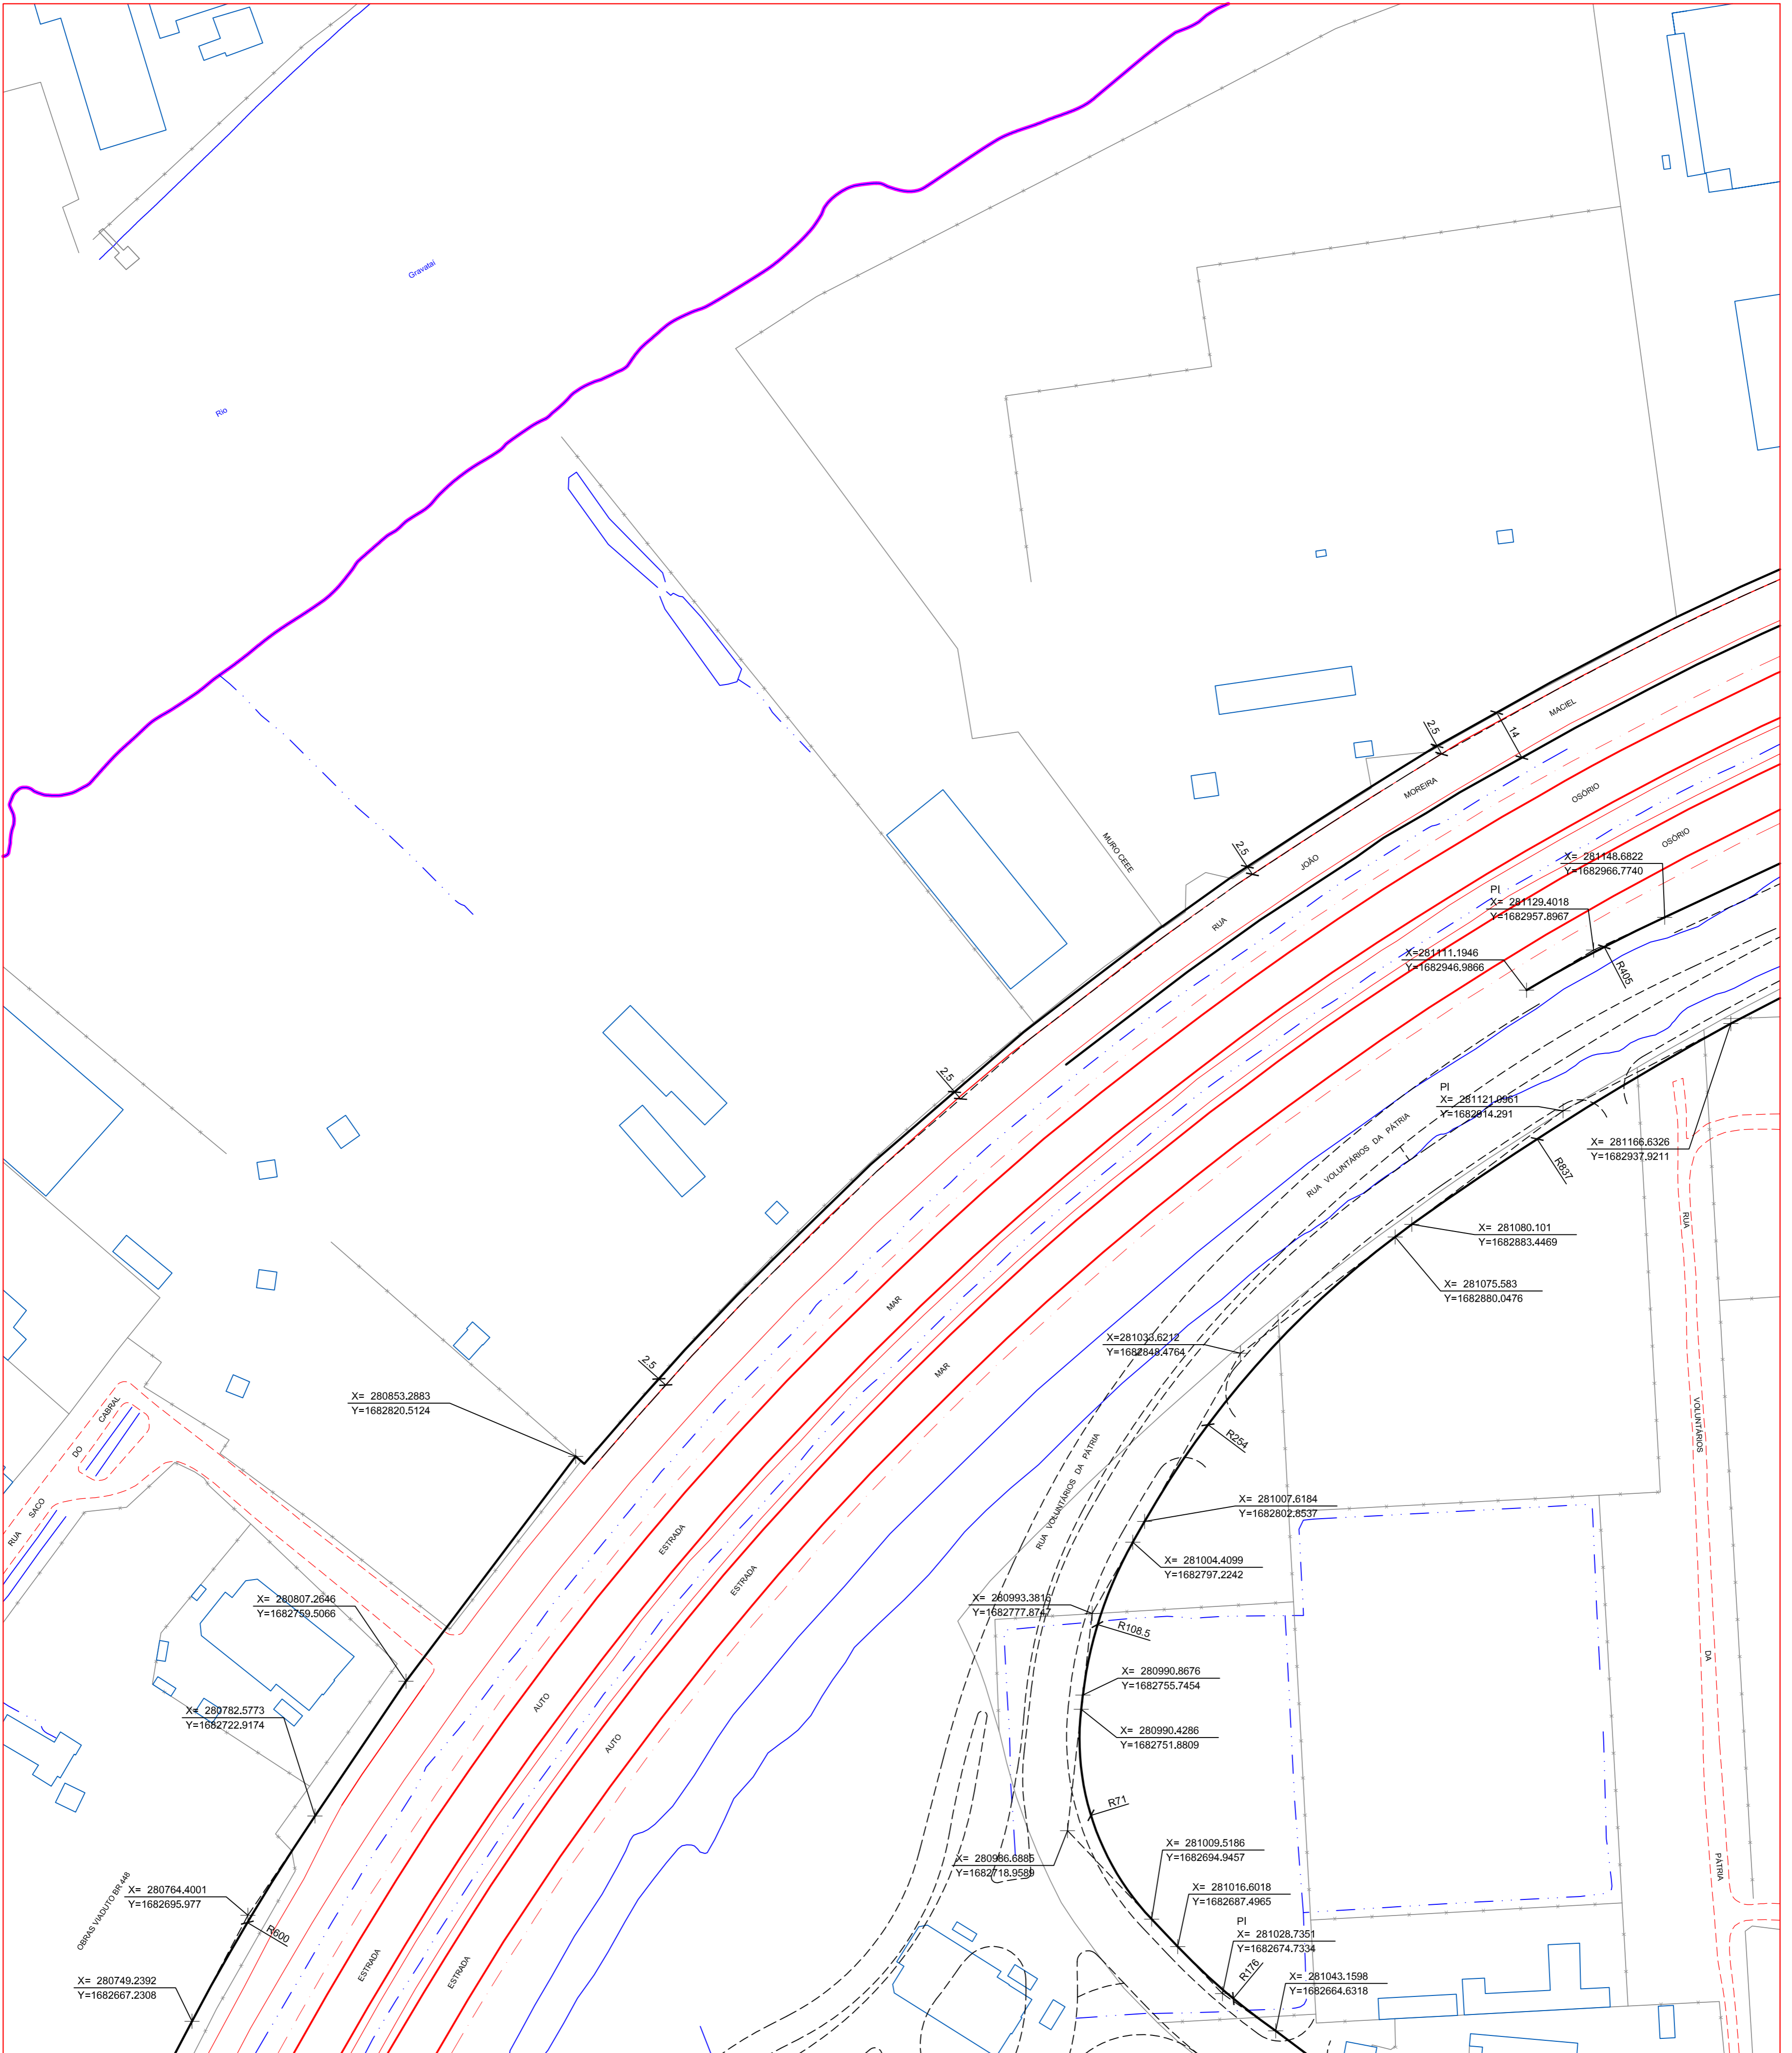 Gravataí
Rio
MACIEL
2.5
14
MOREIRA
OSÓRIO
MURO CEEE
2.5
JOÃO
OSÓRIO
X= 281148.6822
Y=1682966.7740
PI
X= 281129.4018
Y=1682957.8967
RUA
X=281111.1946
Y=1682946.9866
R405
2.5
PI
X= 281121.0961
Y=1682914.291
RUA VOLUNTÁRIOS DA PÁTRIA
X= 281166.6326
Y=1682937.9211
R837
RUA
X= 281080.101
Y=1682883.4469
X= 281075.583
Y=1682880.0476
MAR
X=281033.6212
Y=1682848.4764
2.5
MAR
X= 280853.2883
Y=1682820.5124
CABRAL
DO
SACO
RUA
R254
VOLUNTÁRIOS
RUA VOLUNTÁRIOS DA PÁTRIA
X= 281007.6184
Y=1682802.8537
ESTRADA
X= 281004.4099
Y=1682797.2242
ESTRADA
X= 280807.2646
Y=1682759.5066
X= 280993.3816
Y=1682777.8747
R108.5
DA
X= 280990.8676
Y=1682755.7454
AUTO
X= 280782.5773
Y=1682722.9174
X= 280990.4286
Y=1682751.8809
AUTO
R71
X= 281009.5186
Y=1682694.9457
X= 280986.6885
Y=1682718.9589
PÁTRIA
OBRAS VIADUTO BR 448
X= 280764.4001
Y=1682695.977
X= 281016.6018
Y=1682687.4965
R600
PI
X= 281028.7351
Y=1682674.7334
ESTRADA
ESTRADA
R176
X= 280749.2392
Y=1682667.2308
X= 281043.1598
Y=1682664.6318